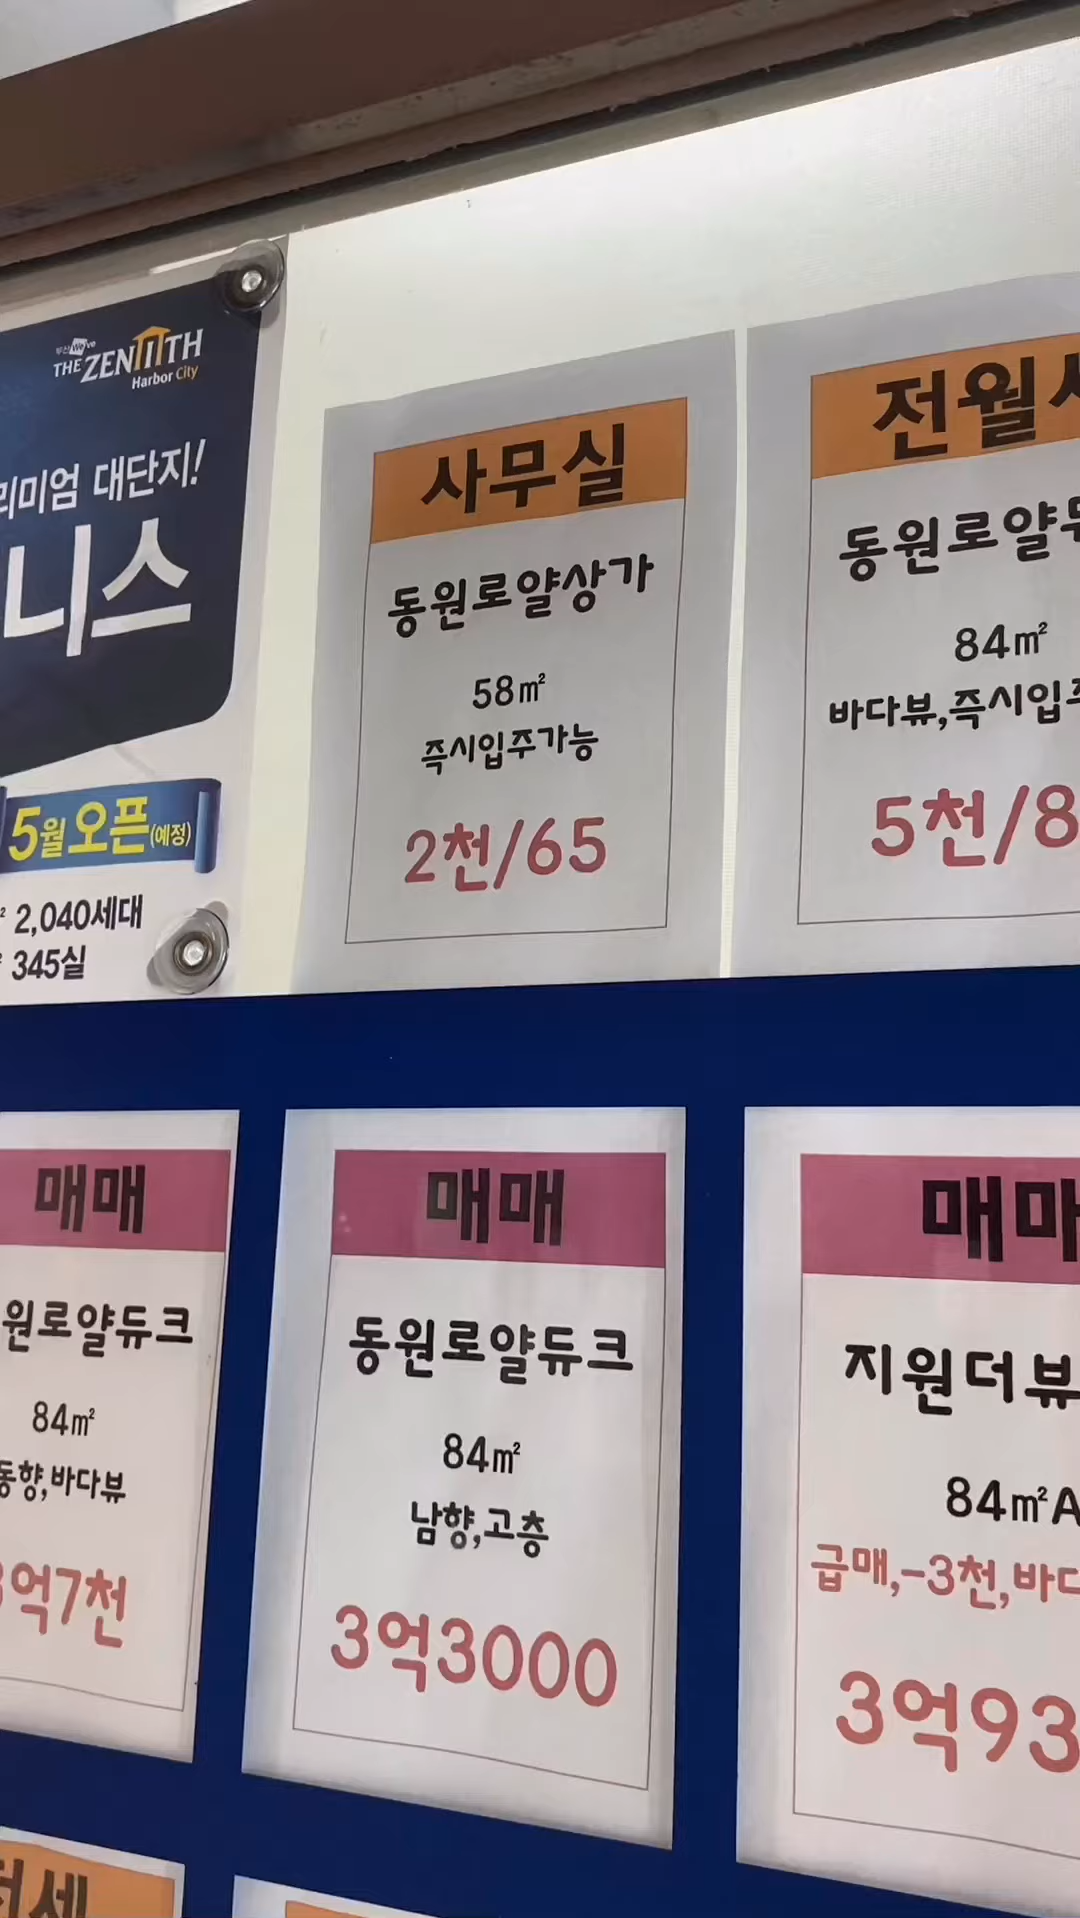 부산 We've
THE ZENITH
Harbor City
리미엄 대단지!
니스
5월 오픈(예정)
2,040세대
345실
사무실
동원로얄상가
58㎡
즉시입주가능
2천/65
전월
동원로얄
84㎡
바다뷰,즉시입
5천/8
매매
원로얄듀크
84㎡
동향,바다뷰
억7천
매매
동원로얄듀크
84㎡
남향,고층
3억3000
매매
지원더뷰
84㎡A
급매,-3천,바다
3억93
전세